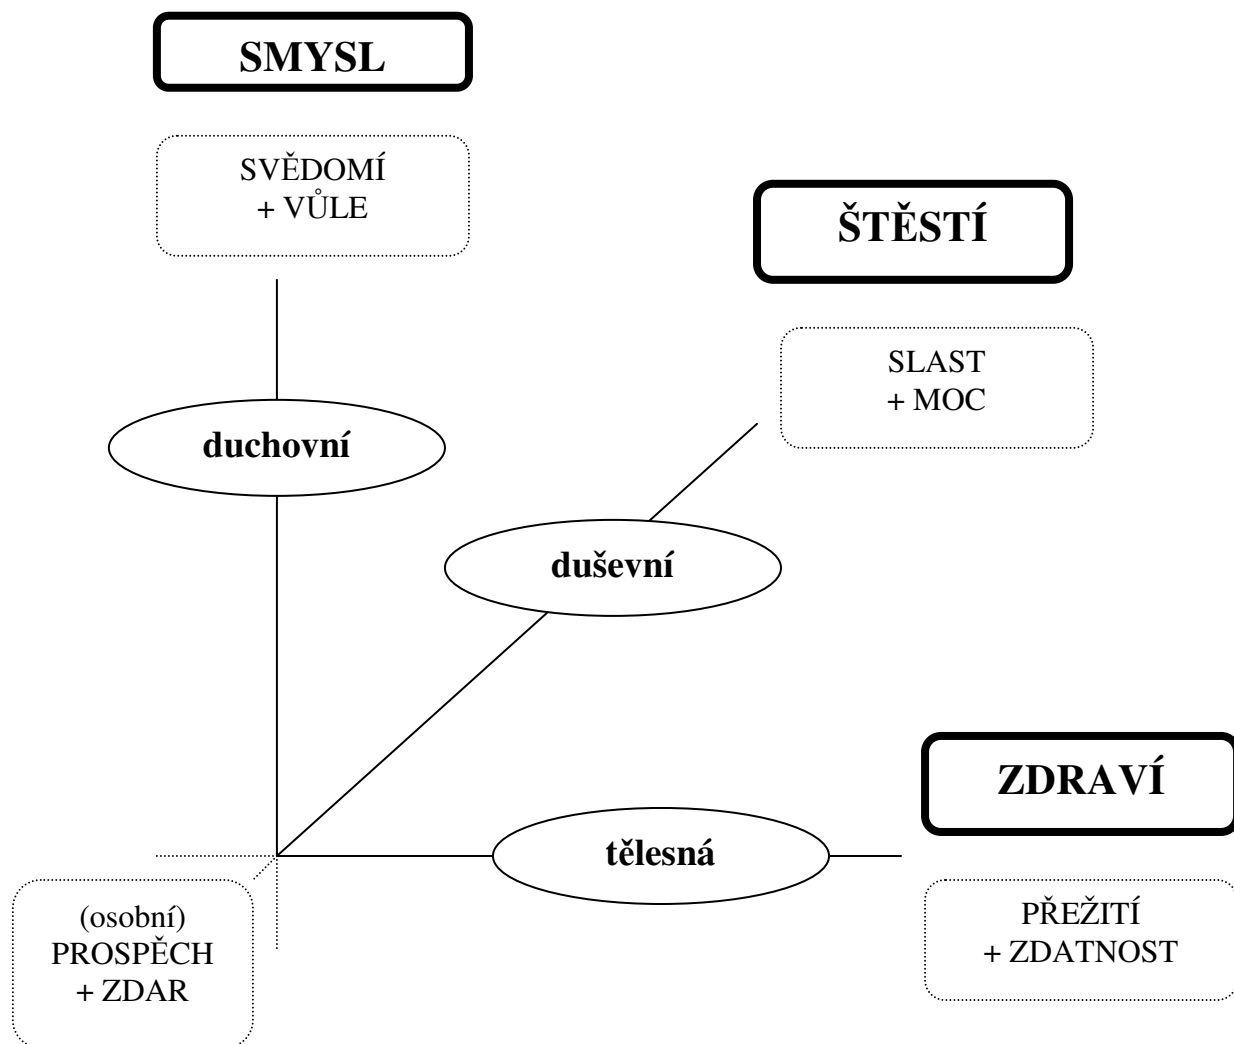 SMYSL
SVĚDOMÍ
+ VŮLE
ŠTĚSTÍ
SLAST
+ MOC
duchovní
duševní
ZDRAVÍ
tělesná
(osobní)
PROSPĚCH
+ ZDAR
PŘEŽITÍ
+ ZDATNOST